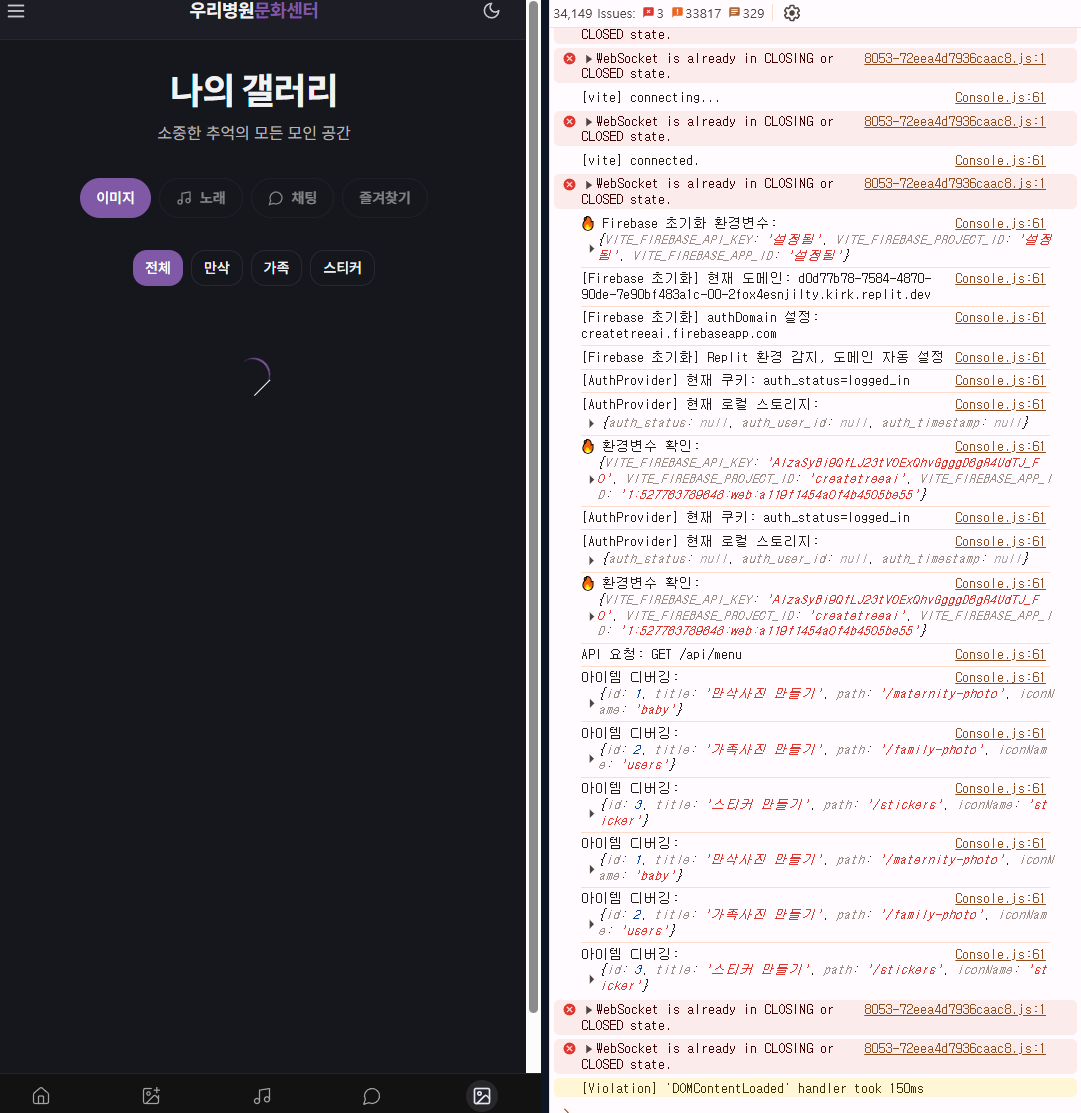 우리병원문화센터
나의 갤러리
소중한 추억의 모든 모인 공간
이미지
노래
채팅
즐겨찾기
전체
만삭
가족
스티커
34,149 Issues: 3 33817 329
CLOSED state.
WebSocket is already in CLOSING or 8053-72eea4d7936caac8.js:1
CLOSED state.
[vite] connecting... Console.js:61
WebSocket is already in CLOSING or 8053-72eea4d7936caac8.js:1
CLOSED state.
[vite] connected. Console.js:61
WebSocket is already in CLOSING or 8053-72eea4d7936caac8.js:1
CLOSED state.
🔥 Firebase 초기화 환경변수: Console.js:61
{VITE_FIREBASE_API_KEY: '설정됨', VITE_FIREBASE_PROJECT_ID: '설정
됨', VITE_FIREBASE_APP_ID: '설정됨'}
[Firebase 초기화] 현재 도메인: d0d77b78-7584-4870- Console.js:61
90de-7e90bf483a1c-00-2fox4esnjilty.kirk.replit.dev
[Firebase 초기화] authDomain 설정: Console.js:61
createtreeai.firebaseapp.com
[Firebase 초기화] Replit 환경 감지, 도메인 자동 설정 Console.js:61
[AuthProvider] 현재 쿠키: auth_status=logged_in Console.js:61
[AuthProvider] 현재 로컬 스토리지: Console.js:61
{auth_status: null, auth_user_id: null, auth_timestamp: null}
🔥 환경변수 확인: Console.js:61
{VITE_FIREBASE_API_KEY:
VITE_FIREBASE_PROJECT_ID: 'createtreeai', VITE_FIREBASE_APP_I
D: '1:527763789648:web:a119f1454a0f4b4505be55'}
[AuthProvider] 현재 쿠키: auth_status=logged_in Console.js:61
[AuthProvider] 현재 로컬 스토리지: Console.js:61
{auth_status: null, auth_user_id: null, auth_timestamp: null}
🔥 환경변수 확인: Console.js:61
{VITE_FIREBASE_API_KEY:
VITE_FIREBASE_PROJECT_ID: 'createtreeai', VITE_FIREBASE_APP_I
D: '1:527763789648:web:a119f1454a0f4b4505be55'}
API 요청: GET /api/menu Console.js:61
아이템 디버깅: Console.js:61
{id: 1, title: '만삭사진 만들기', path: '/maternity-photo', iconN
ame: 'baby'}
아이템 디버깅: Console.js:61
{id: 2, title: '가족사진 만들기', path: '/family-photo', iconNam
e: 'users'}
아이템 디버깅: Console.js:61
{id: 3, title: '스티커 만들기', path: '/stickers', iconName: 'st
icker'}
아이템 디버깅: Console.js:61
{id: 1, title: '만삭사진 만들기', path: '/maternity-photo', iconN
ame: 'baby'}
아이템 디버깅: Console.js:61
{id: 2, title: '가족사진 만들기', path: '/family-photo', iconNam
e: 'users'}
아이템 디버깅: Console.js:61
{id: 3, title: '스티커 만들기', path: '/stickers', iconName: 'st
icker'}
WebSocket is already in CLOSING or 8053-72eea4d7936caac8.js:1
CLOSED state.
WebSocket is already in CLOSING or 8053-72eea4d7936caac8.js:1
CLOSED state.
[Violation] 'DOMContentLoaded' handler took 150ms